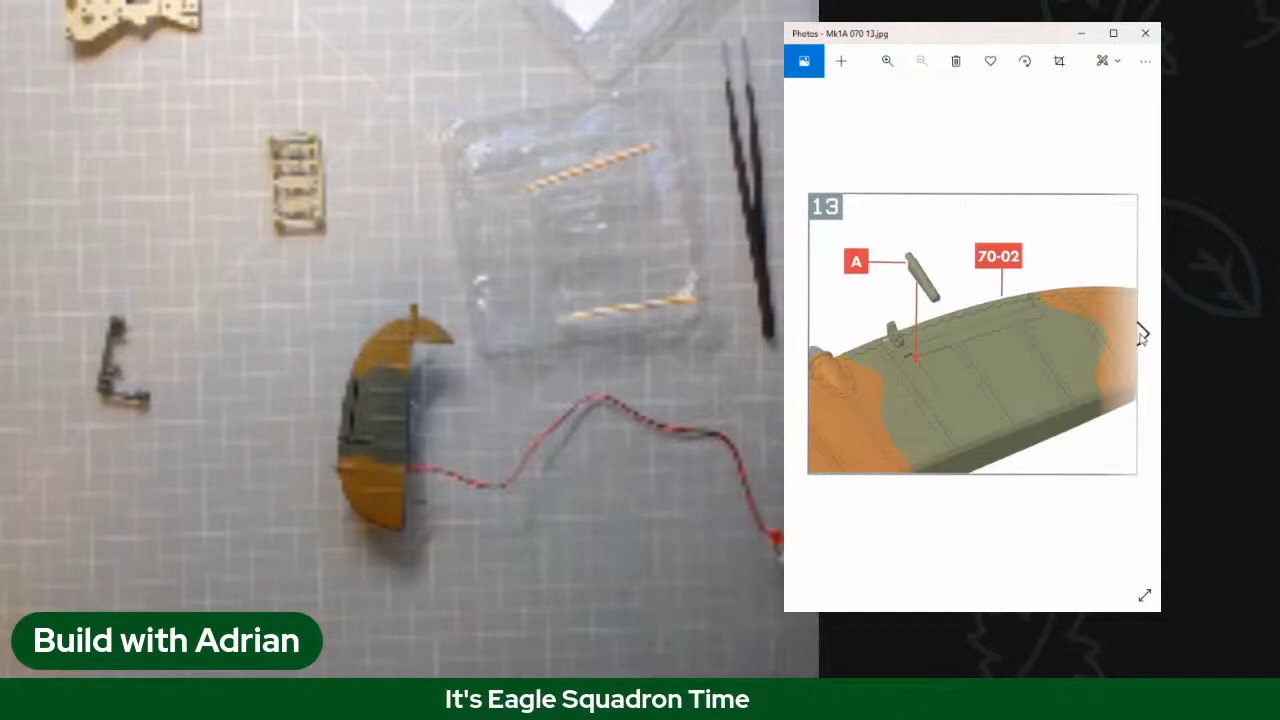 Photos - Mk1A 070 13.jpg
13
A
70-02
Build with Adrian
It's Eagle Squadron Time